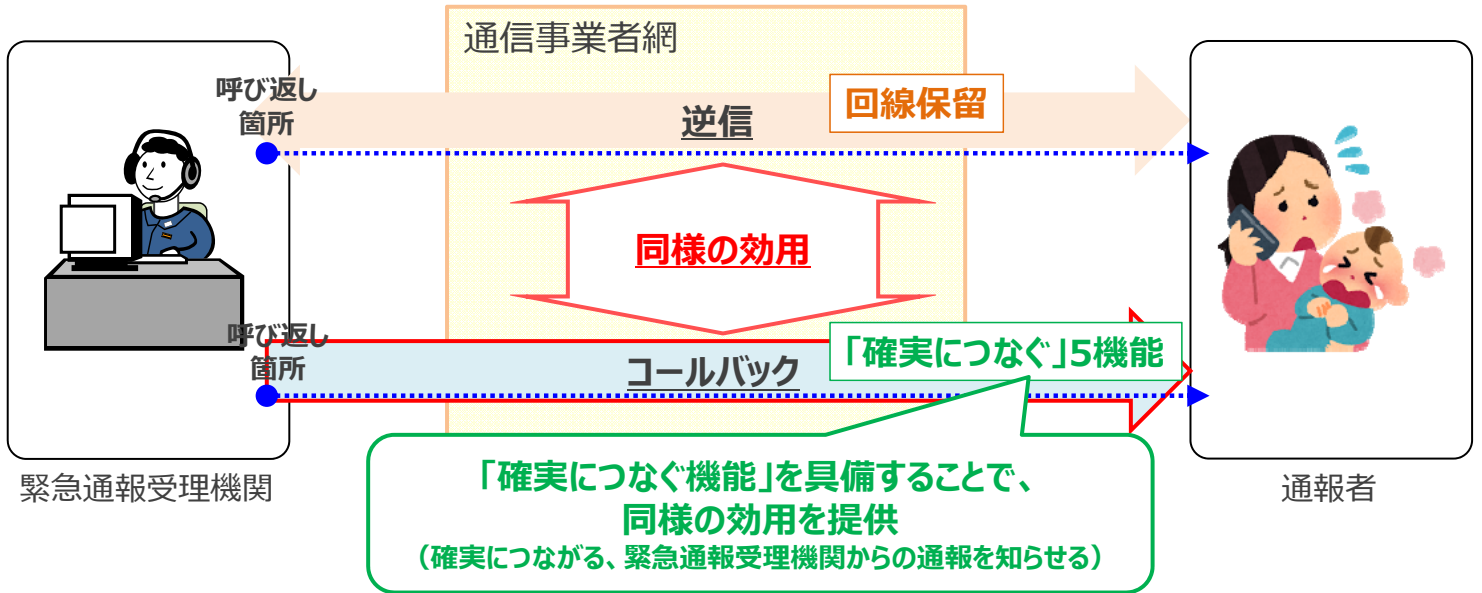 通信事業者網
呼び返し
箇所
逆信
回線保留
同様の効用
呼び返し
箇所
コールバック
「確実につなぐ」5機能
「確実につなぐ機能」を具備することで、
同様の効用を提供
（確実につながる、緊急通報受理機関からの通報を知らせる）
緊急通報受理機関
通報者